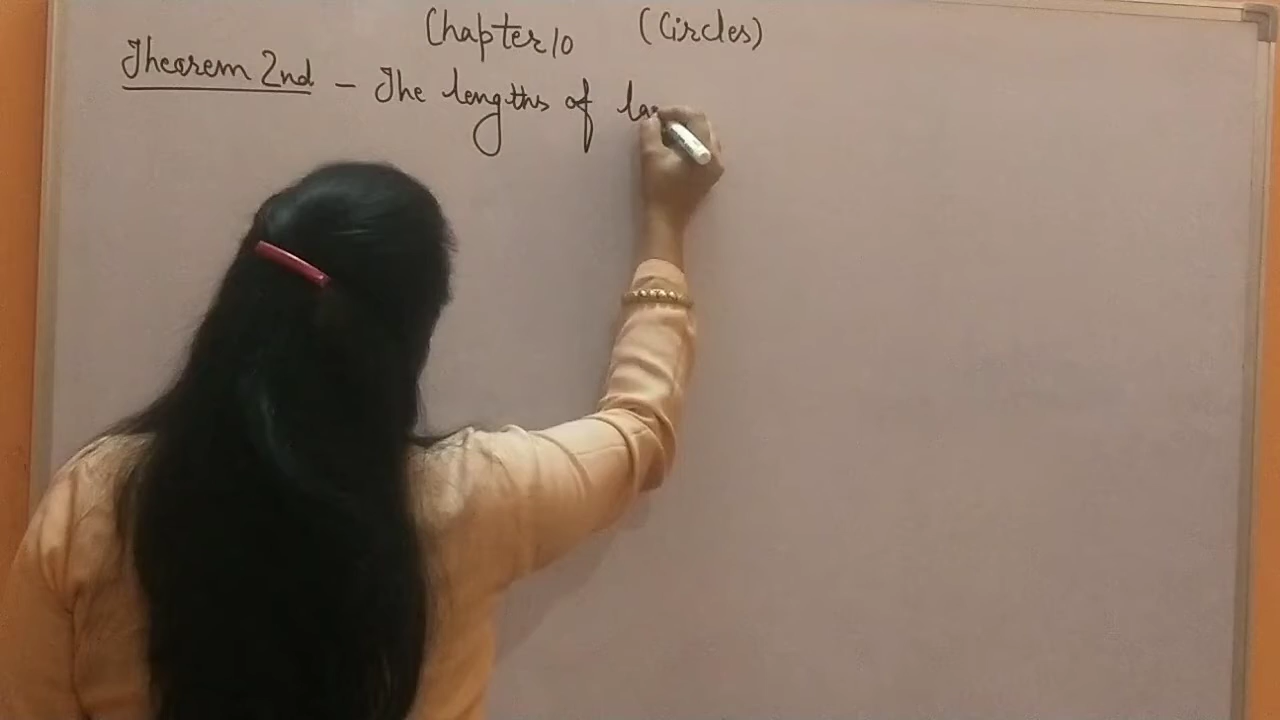 Chapter 10 (Circles)
Theorem 2nd - The lengths of